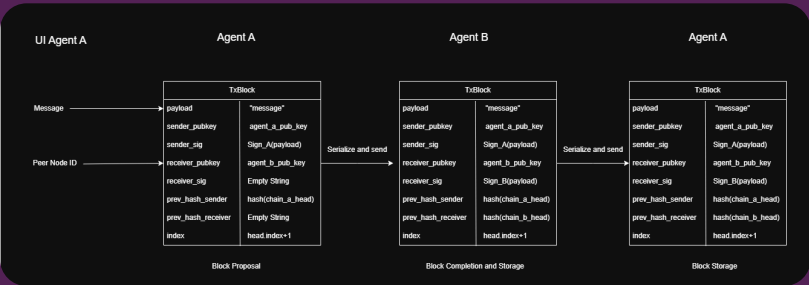 UI Agent A
Agent A
Agent B
Agent A
Message
Peer Node ID
TxBlock
payload "message"
sender_pubkey agent_a_pub_key
sender_sig Sign_A(payload)
receiver_pubkey agent_b_pub_key
receiver_sig Empty String
prev_hash_sender hash(chain_a_head)
prev_hash_receiver Empty String
index head.index+1
Block Proposal
Serialize and send
TxBlock
payload "message"
sender_pubkey agent_a_pub_key
sender_sig Sign_A(payload)
receiver_pubkey agent_b_pub_key
receiver_sig Sign_B(payload)
prev_hash_sender hash(chain_a_head)
prev_hash_receiver hash(chain_b_head)
index head.index+1
Block Completion and Storage
Serialize and send
TxBlock
payload "message"
sender_pubkey agent_a_pub_key
sender_sig Sign_A(payload)
receiver_pubkey agent_b_pub_key
receiver_sig Sign_B(payload)
prev_hash_sender hash(chain_a_head)
prev_hash_receiver hash(chain_b_head)
index head.index+1
Block Storage